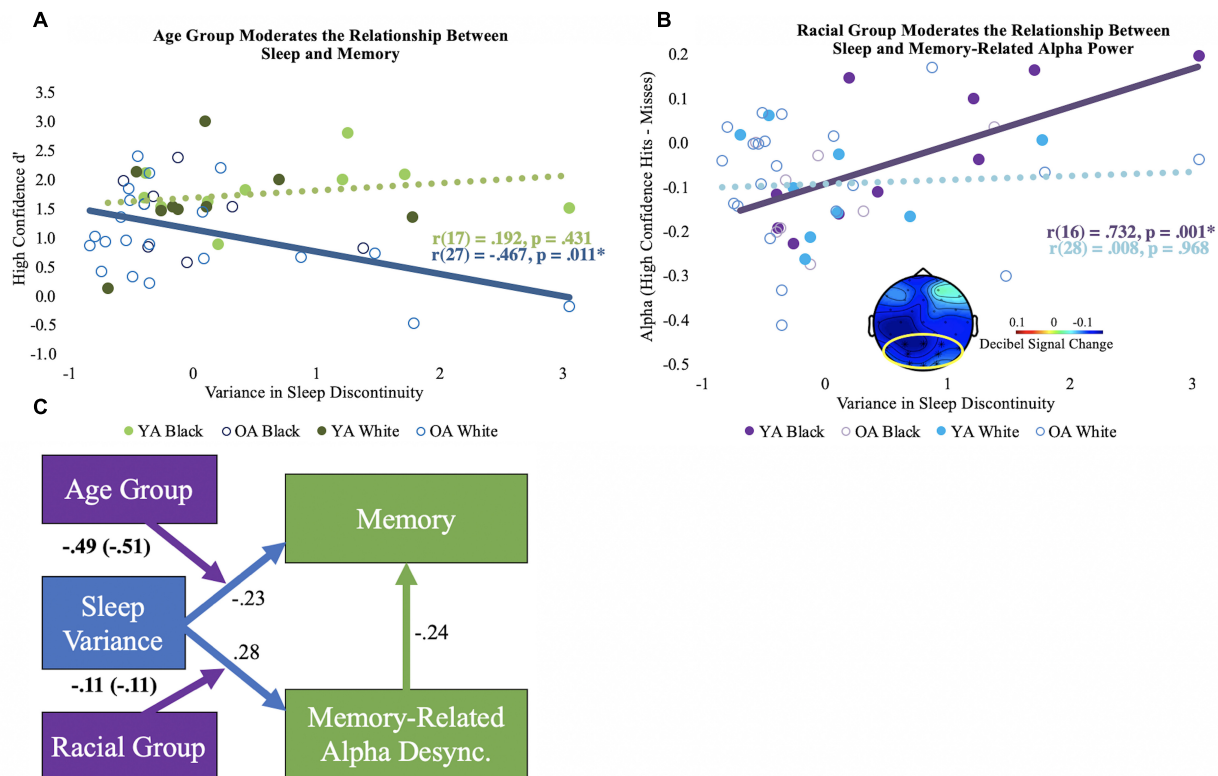 A
Age Group Moderates the Relationship Between
Sleep and Memory
High Confidence d'
3.5
3.0
2.5
2.0
1.5
1.0
0.5
0.0
-0.5
-1.0
r(17) = .192, p = .431
r(27) = -.467, p = .011*
-1
0
1
2
3
Variance in Sleep Discontinuity
YA Black
OA Black
YA White
OA White
B
Racial Group Moderates the Relationship Between
Sleep and Memory-Related Alpha Power
Alpha (High Confidence Hits - Misses)
0.2
0.1
0.0
-0.1
-0.2
-0.3
-0.4
-0.5
r(16) = .732, p = .001*
r(28) = .008, p = .968
0.1
0
-0.1
Decibel Signal Change
-1
0
1
2
3
Variance in Sleep Discontinuity
YA Black
OA Black
YA White
OA White
C
Age Group
-.49 (-.51)
Memory
Sleep
Variance
-.23
.28
-.24
-.11 (-.11)
Racial Group
Memory-Related
Alpha Desync.